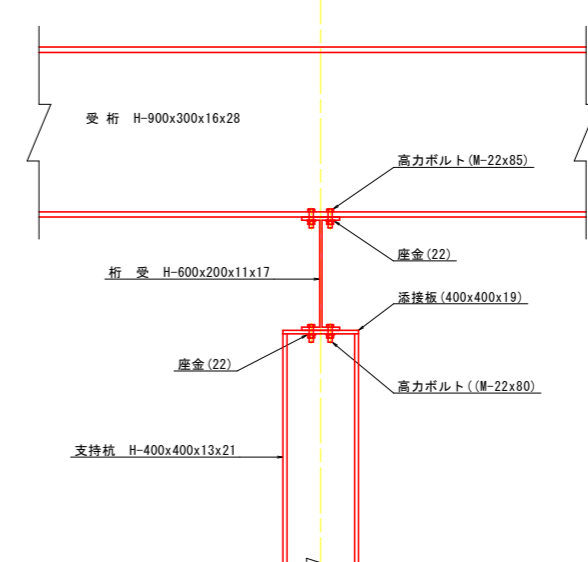 受 桁　H-900x300x16x28
高力ボルト(M-22x85)
座金(22)
桁　受　H-600x200x11x17
添接板(400x400x19)
座金(22)
高力ボルト((M-22x80)
支持杭　H-400x400x13x21